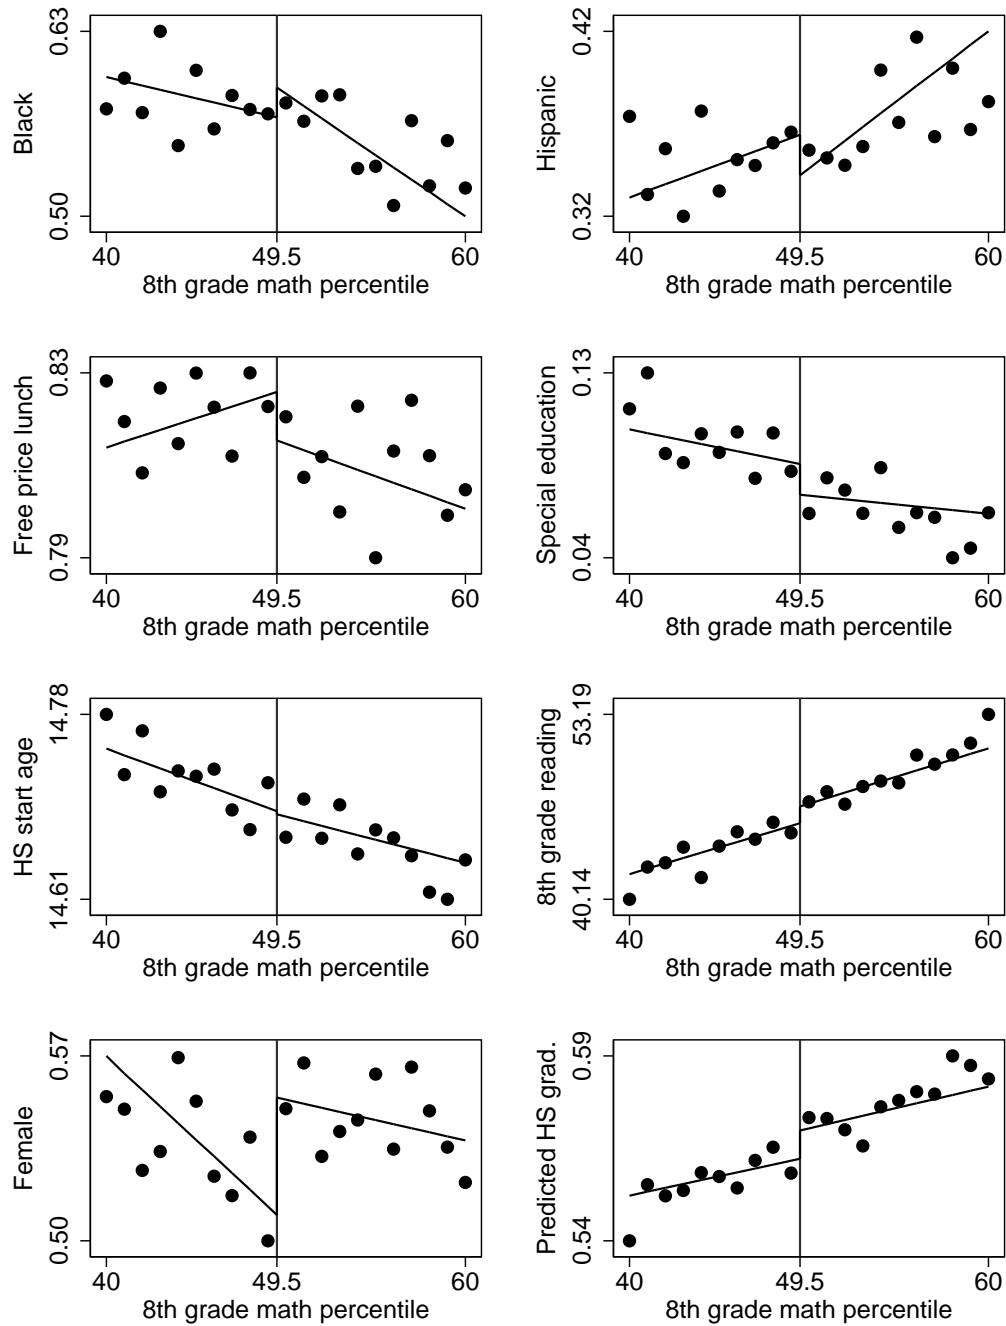 Black
0.63
0.50
40
49.5
60
8th grade math percentile
Hispanic
0.42
0.32
40
49.5
60
8th grade math percentile
Free price lunch
0.83
0.79
40
49.5
60
8th grade math percentile
Special education
0.13
0.04
40
49.5
60
8th grade math percentile
HS start age
14.78
14.61
40
49.5
60
8th grade math percentile
8th grade reading
53.19
40.14
40
49.5
60
8th grade math percentile
Female
0.57
0.50
40
49.5
60
8th grade math percentile
Predicted HS grad.
0.59
0.54
40
49.5
60
8th grade math percentile